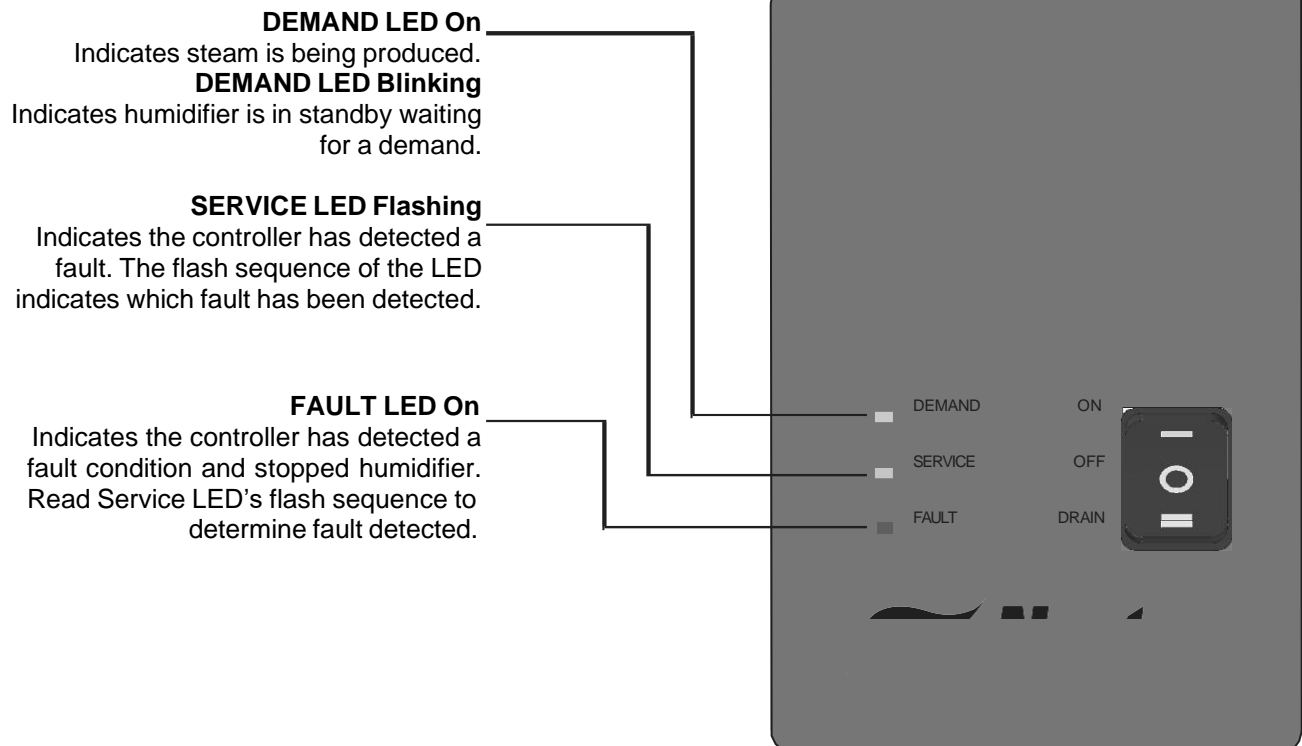 DEMAND LED On
Indicates steam is being produced.
DEMAND LED Blinking
Indicates humidifier is in standby waiting
for a demand.
SERVICE LED Flashing
Indicates the controller has detected a
fault. The flash sequence of the LED
indicates which fault has been detected.
FAULT LED On
Indicates the controller has detected a
fault condition and stopped humidifier.
Read Service LED’s flash sequence to
determine fault detected.
DEMAND ON
SERVICE OFF
FAULT DRAIN